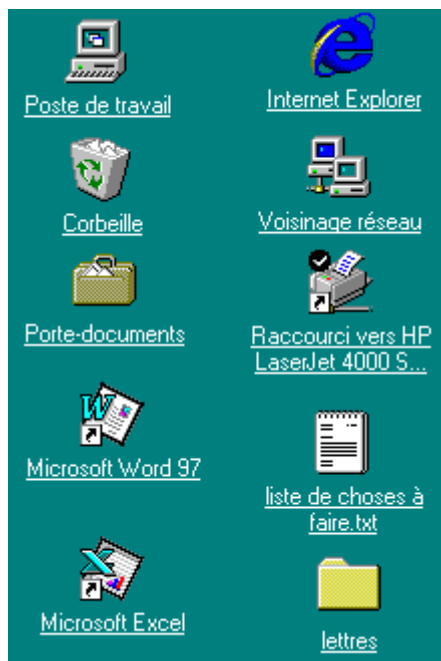 Poste de travail
Internet Explorer
Corbeille
Voisinage réseau
Porte-documents
Raccourci vers HP
LaserJet 4000 S...
Microsoft Word 97
liste de choses à
faire.txt
Microsoft Excel
lettres